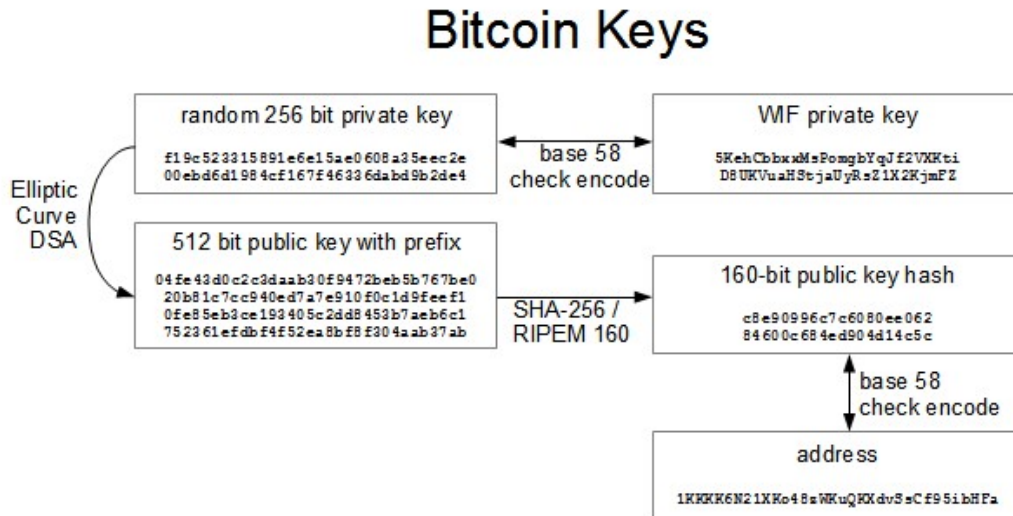 Bitcoin Keys
random 256 bit private key
f19c523315891e6e15ae0608a35eec2e
00ebd6d1984cf167f46336dabd9b2de4
base 58
check encode
WIF private key
5KehCbbxxMsPomgbYqJf2VXKti
D8UKVuaHStjaUyRsZ1X2KjmFZ
Elliptic
Curve
DSA
512 bit public key with prefix
04fe43d0c2c3daab30f9472beb5b767be0
20b81c7cc940ed7a7e910f0c1d9feef1
0fe85eb3ce193405c2dd8453b7aeb6c1
752361efdbf4f52ea8bf8f304aab37ab
SHA-256 /
RIPEM 160
160-bit public key hash
c8e90996c7c6080ee062
84600c684ed904d14c5c
base 58
check encode
address
1KKKK6N21XKo48zWKuQKXdvSsCf95ibHFa